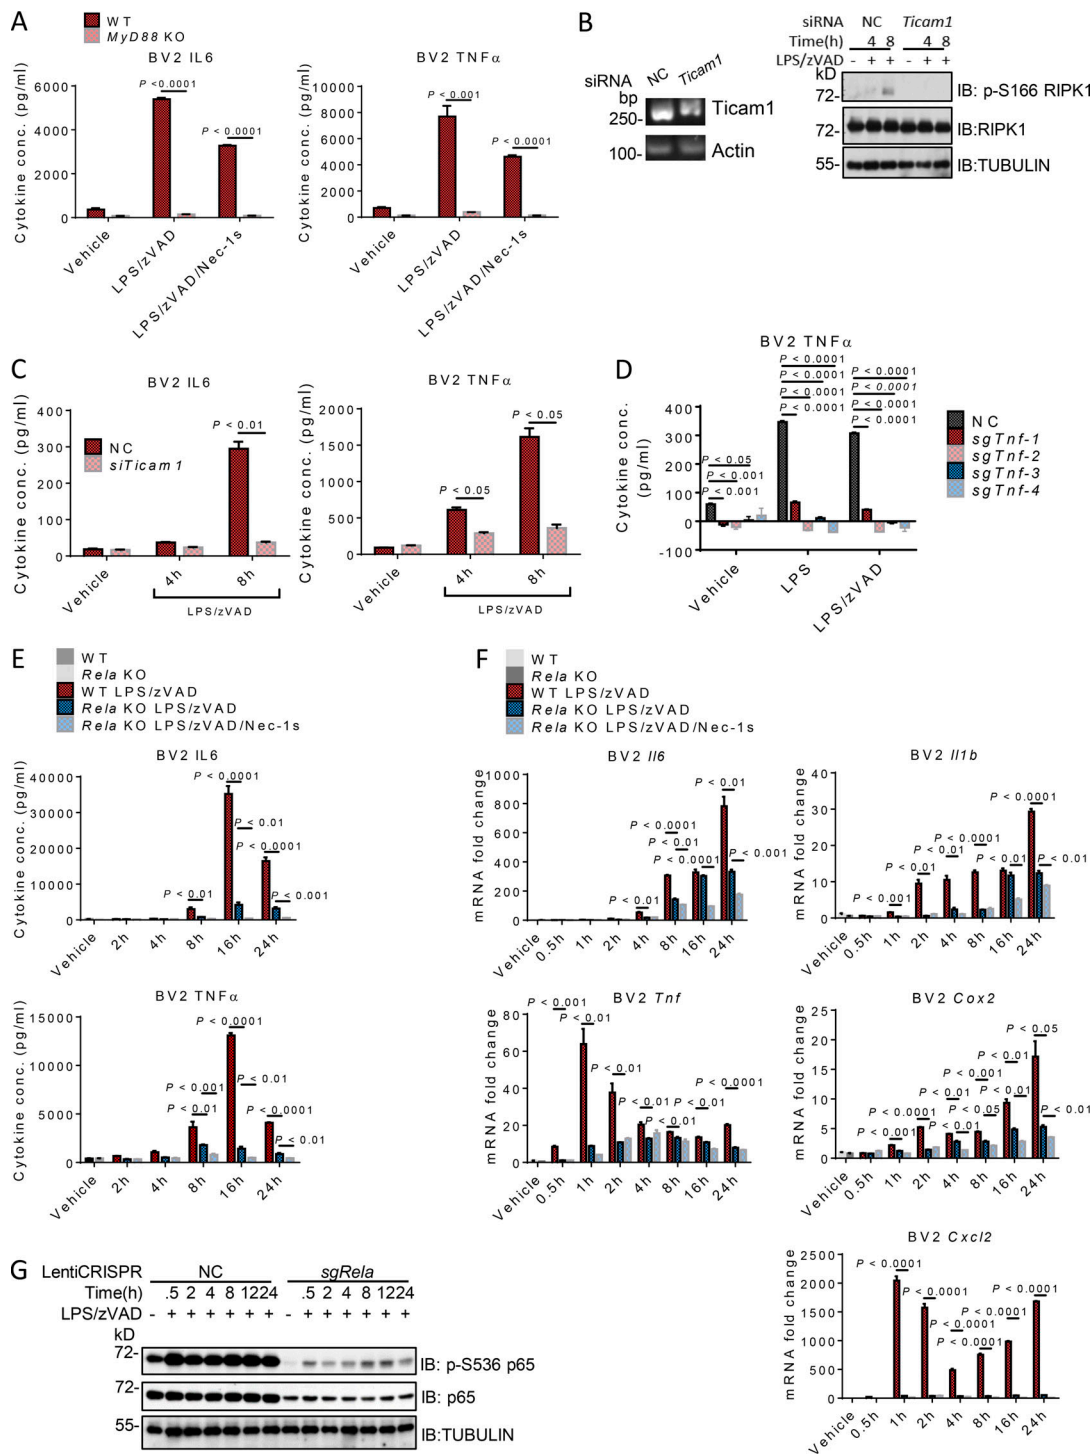 A
WT
MyD88 KO
BV2 IL6
Cytokine conc. (pg/ml)
6000
4000
2000
0
P < 0.0001
P < 0.0001
Vehicle
LPS/zVAD
LPS/zVAD/Nec-1s
BV2 TNFα
Cytokine conc. (pg/ml)
10000
8000
6000
4000
2000
0
P < 0.001
P < 0.0001
Vehicle
LPS/zVAD
LPS/zVAD/Nec-1s
B
siRNA NC Ticam1
bp
250-
Ticam1
100-
Actin
siRNA NC Ticam1
Time(h) 4 8 4 8
LPS/zVAD - + + - + +
kD
72- IB: p-S166 RIPK1
72- IB:RIPK1
55- IB:TUBULIN
C
BV2 IL6
Cytokine conc. (pg/ml)
400
300
200
100
0
NC
siTicam1
P < 0.01
Vehicle
4h
8h
LPS/zVAD
BV2 TNFα
Cytokine conc. (pg/ml)
2000
1500
1000
500
0
P < 0.05
P < 0.05
Vehicle
4h
8h
LPS/zVAD
D
BV2 TNFα
Cytokine conc.
(pg/ml)
400
300
200
100
0
-100
P < 0.05
P < 0.001
P < 0.001
P < 0.0001
P < 0.0001
P < 0.0001
P < 0.0001
P < 0.0001
P < 0.0001
P < 0.0001
P < 0.0001
Vehicle
LPS
LPS/zVAD
NC
sgTnf-1
sgTnf-2
sgTnf-3
sgTnf-4
E
WT
Rela KO
WT LPS/zVAD
Rela KO LPS/zVAD
Rela KO LPS/zVAD/Nec-1s
BV2 IL6
Cytokine conc. (pg/ml)
40000
30000
20000
10000
0
P < 0.0001
P < 0.01
P < 0.0001
P < 0.01
P < 0.001
Vehicle
2h
4h
8h
16h
24h
BV2 TNFα
Cytokine conc. (pg/ml)
15000
10000
5000
0
P < 0.0001
P < 0.001
P < 0.01
P < 0.01
P < 0.0001
P < 0.01
Vehicle
2h
4h
8h
16h
24h
F
WT
Rela KO
WT LPS/zVAD
Rela KO LPS/zVAD
Rela KO LPS/zVAD/Nec-1s
BV2 Il6
mRNA fold change
1000
800
600
400
200
0
P < 0.01
P < 0.0001
P < 0.01
P < 0.0001
P < 0.001
P < 0.01
Vehicle
0.5h
1h
2h
4h
8h
16h
24h
BV2 Il1b
mRNA fold change
40
30
20
10
0
P < 0.0001
P < 0.01
P < 0.0001
P < 0.01
P < 0.01
P < 0.01
P < 0.001
Vehicle
0.5h
1h
2h
4h
8h
16h
24h
BV2 Tnf
mRNA fold change
80
60
40
20
0
P < 0.001
P < 0.01
P < 0.01
P < 0.01
P < 0.01
P < 0.01
P < 0.0001
Vehicle
0.5h
1h
2h
4h
8h
16h
24h
BV2 Cox2
mRNA fold change
25
20
15
10
5
0
P < 0.05
P < 0.01
P < 0.001
P < 0.01
P < 0.01
P < 0.0001
P < 0.05
P < 0.01
P < 0.01
P < 0.001
Vehicle
0.5h
1h
2h
4h
8h
16h
24h
BV2 Cxcl2
mRNA fold change
2500
2000
1500
1000
500
0
P < 0.0001
P < 0.0001
P < 0.0001
P < 0.0001
P < 0.0001
P < 0.0001
Vehicle
0.5h
1h
2h
4h
8h
16h
24h
G
LentiCRISPR NC sgRela
Time(h) .5 2 4 8 1224 .5 2 4 8 1224
LPS/zVAD - + + + + + + - + + + + + +
kD
72- IB: p-S536 p65
72- IB: p65
55- IB:TUBULIN